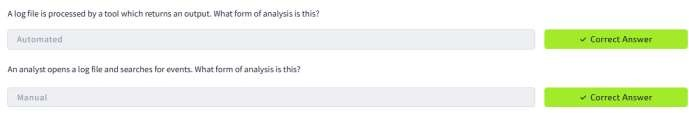 A log file is processed by a tool which returns an output. What form of analysis is this?
Automated
✓ Correct Answer
An analyst opens a log file and searches for events. What form of analysis is this?
Manual
✓ Correct Answer